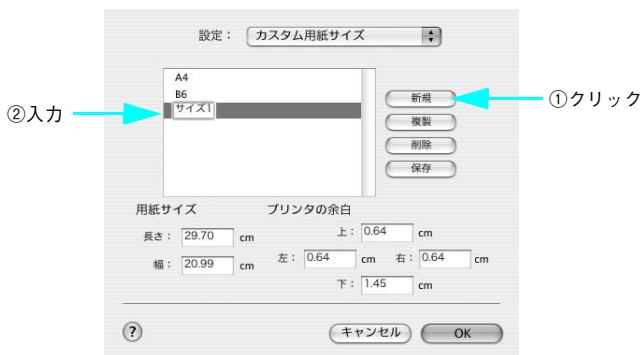 設定： カスタム用紙サイズ
A4
B6
サイズ1
新規
複製
削除
保存
①クリック
②入力
用紙サイズ
長さ： 29.70 cm
幅： 20.99 cm
プリンタの余白
上： 0.64 cm
左： 0.64 cm 右： 0.64 cm
下： 1.45 cm
? キャンセル OK